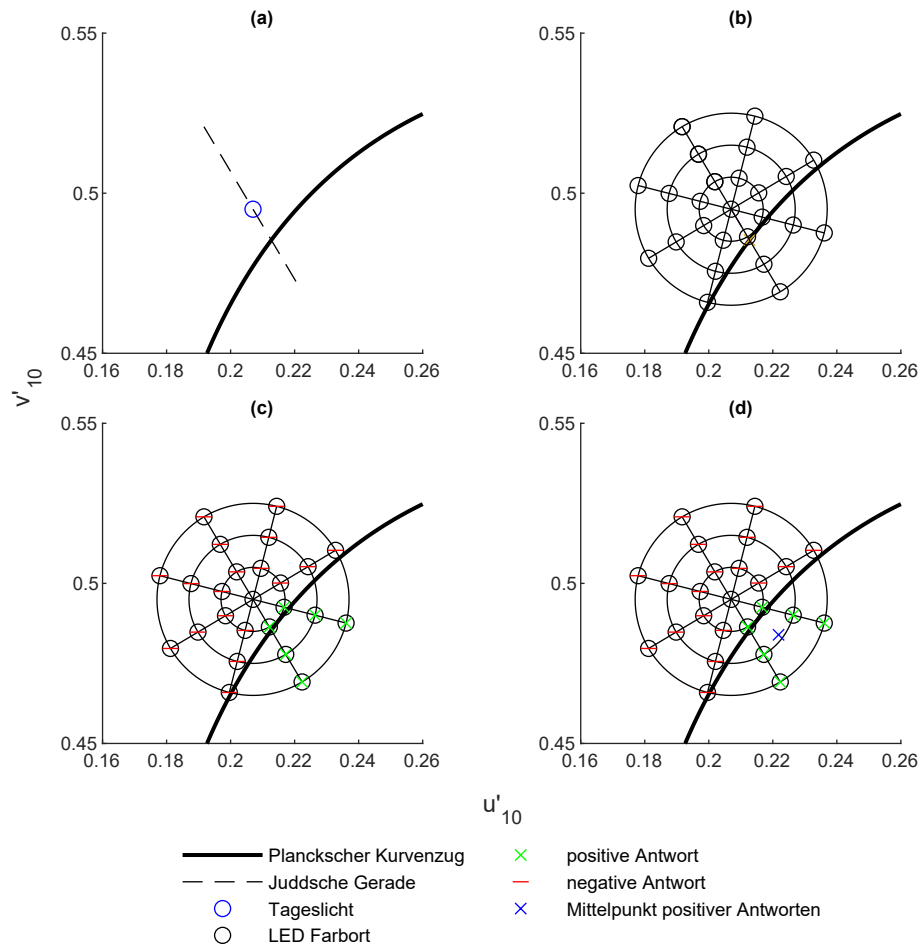 (a)
0.55
0.5
0.45
0.16 0.18 0.2 0.22 0.24 0.26
(b)
0.55
0.5
0.45
0.16 0.18 0.2 0.22 0.24 0.26
v'10
(c)
0.55
0.5
0.45
0.16 0.18 0.2 0.22 0.24 0.26
(d)
0.55
0.5
0.45
0.16 0.18 0.2 0.22 0.24 0.26
u'10
Planckscher Kurvenzug
Juddsche Gerade
Tageslicht
LED Farbort
positive Antwort
negative Antwort
Mittelpunkt positiver Antworten